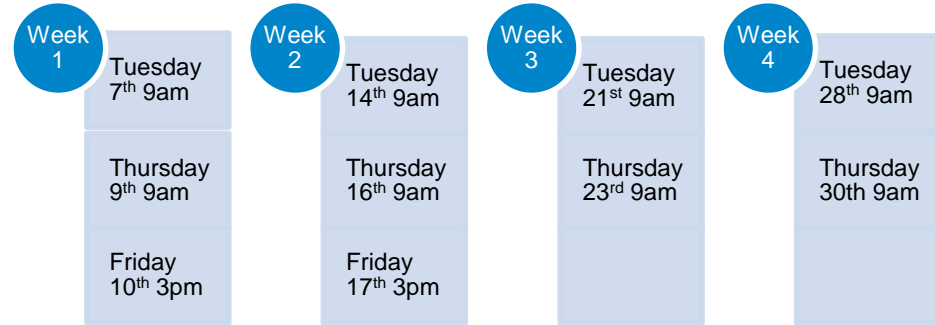 Week
1
Tuesday
7th 9am
Thursday
9th 9am
Friday
10th 3pm
Week
2
Tuesday
14th 9am
Thursday
16th 9am
Friday
17th 3pm
Week
3
Tuesday
21st 9am
Thursday
23rd 9am
Week
4
Tuesday
28th 9am
Thursday
30th 9am